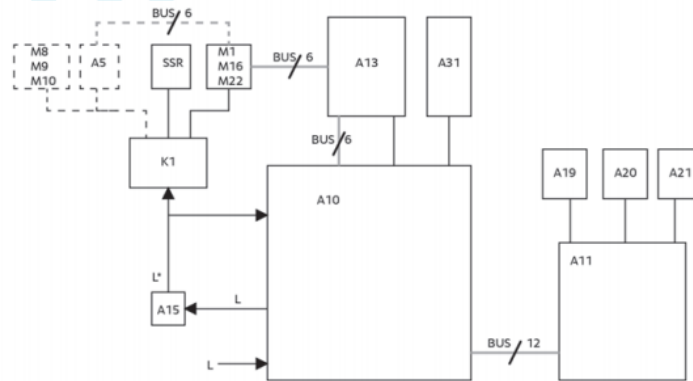 BUS 6
M8
M9
M10
A5
SSR
M1
M16
M22
BUS 6
A13
A31
BUS 6
K1
A10
A19
A20
A21
A11
L*
L
A15
L
BUS 12